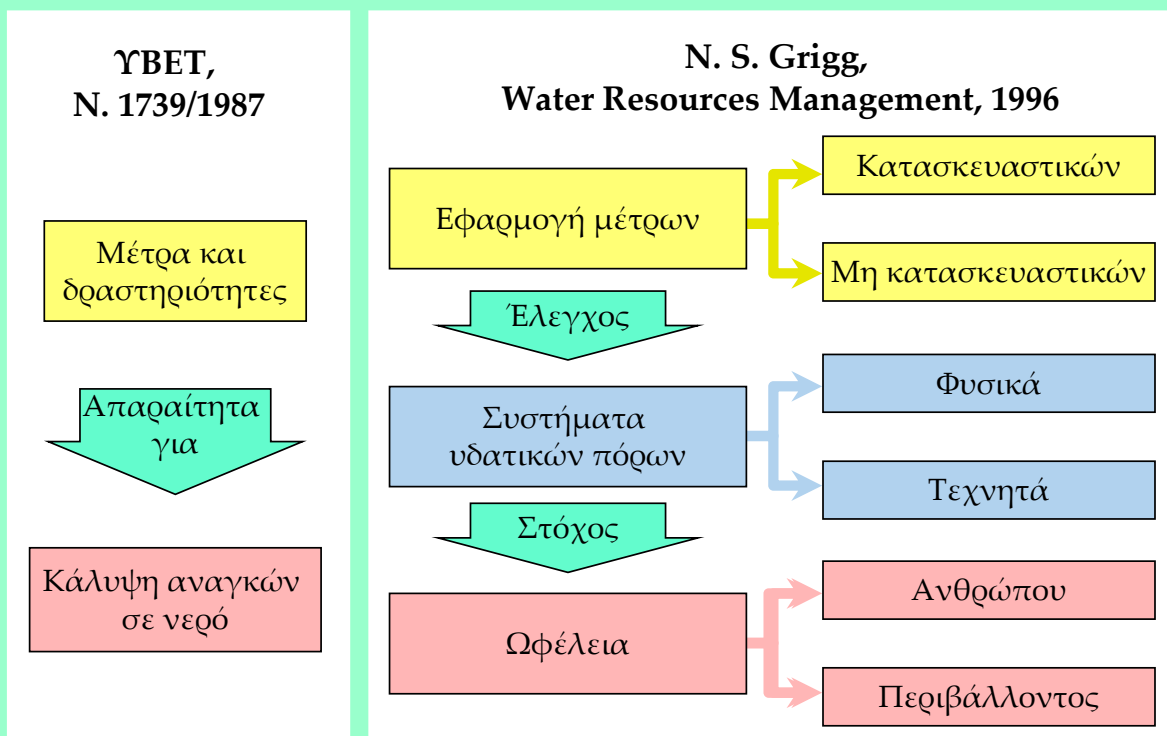 ΥΒΕΤ,
Ν. 1739/1987
Μέτρα και
δραστηριότητες
Απαραίτητα
για
Κάλυψη αναγκών
σε νερό
N. S. Grigg,
Water Resources Management, 1996
Εφαρμογή μέτρων
Κατασκευαστικών
Μη κατασκευαστικών
Έλεγχος
Συστήματα
υδατικών πόρων
Φυσικά
Τεχνητά
Στόχος
Ωφέλεια
Ανθρώπου
Περιβάλλοντος